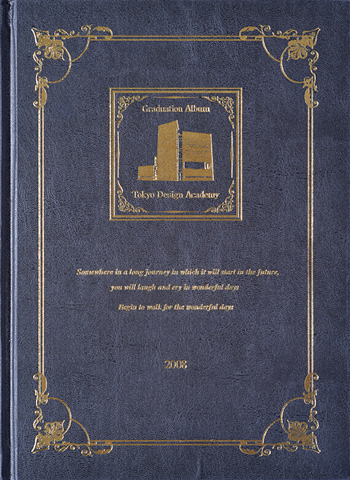 Graduation Album
Tokyo Design Academy
Somewhere in a long journey in which it will start in the future,
you will laugh and cry in wonderful days
Begin to walk for the wonderful days
2008